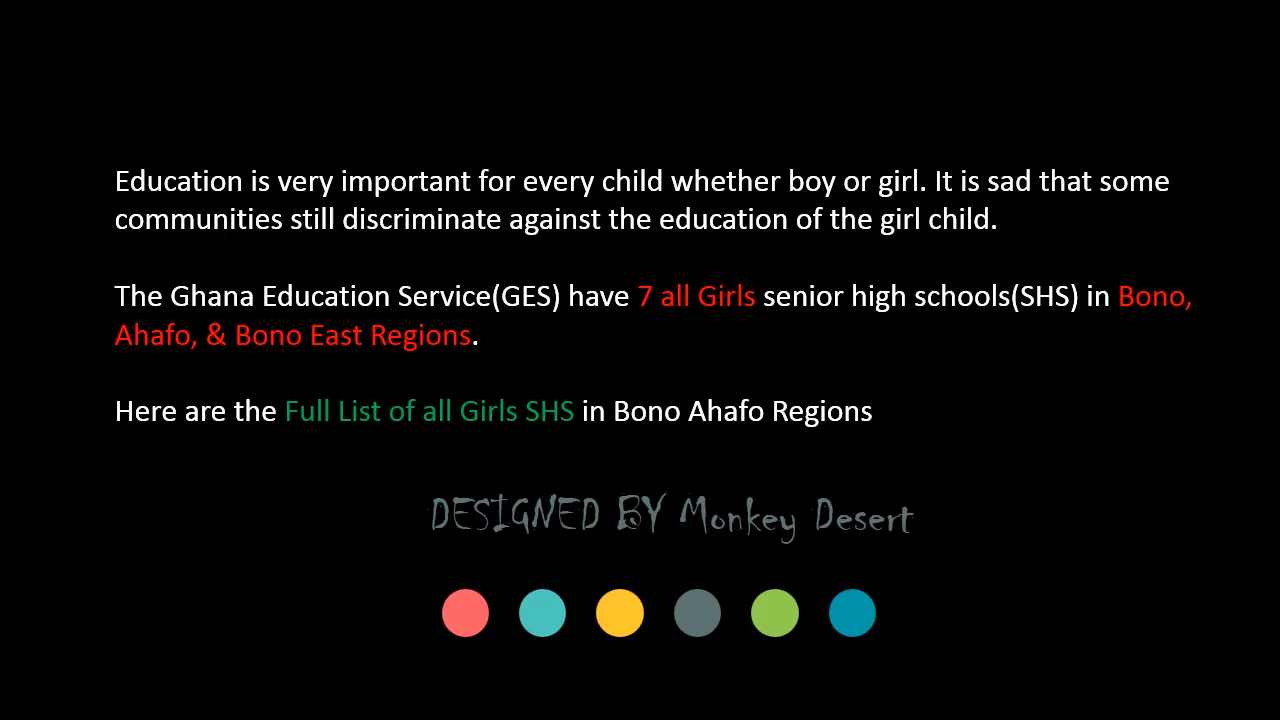 Education is very important for every child whether boy or girl. It is sad that some
communities still discriminate against the education of the girl child.
The Ghana Education Service(GES) have 7 all Girls senior high schools(SHS) in Bono,
Ahafo, & Bono East Regions.
Here are the Full List of all Girls SHS in Bono Ahafo Regions
DESIGNED BY Monkey Desert